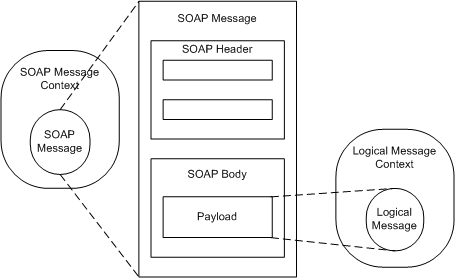 SOAP Message
Context
SOAP
Message
SOAP Message
SOAP Header
SOAP Body
Payload
Logical Message
Context
Logical
Message